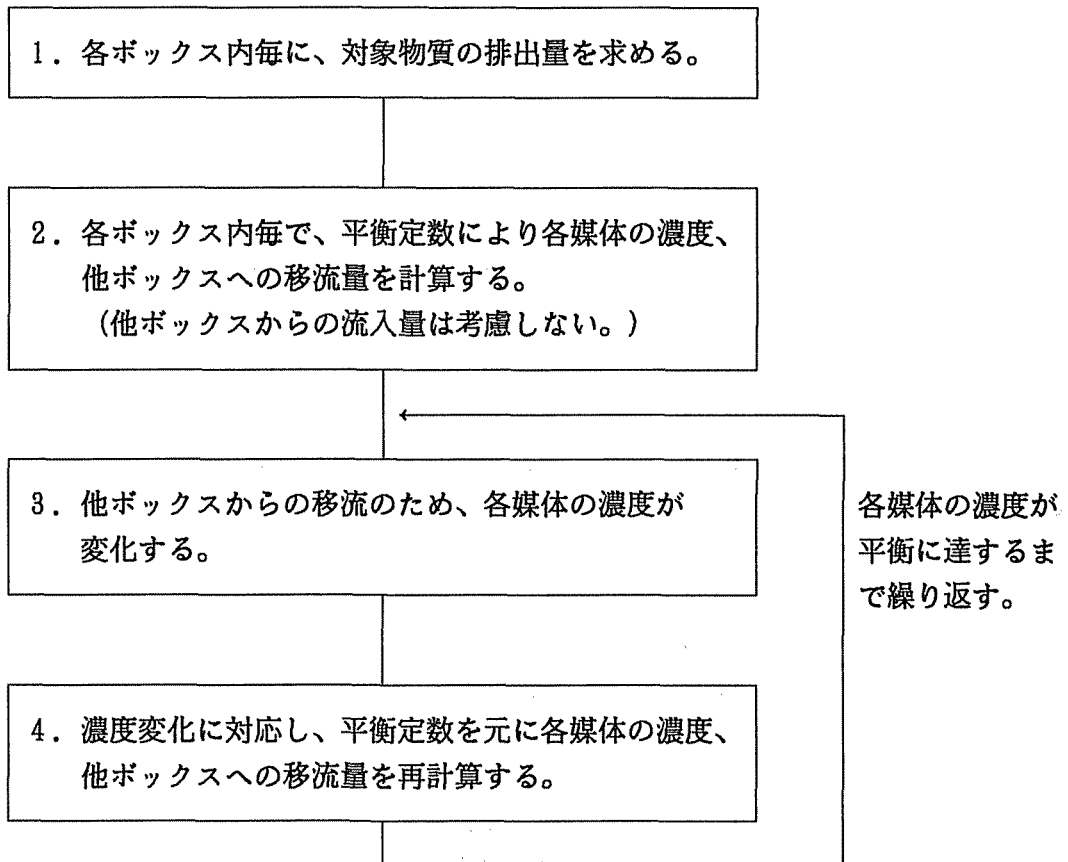 1．各ボックス内毎に、対象物質の排出量を求める。
2．各ボックス内毎で、平衡定数により各媒体の濃度、
他ボックスへの移流量を計算する。
（他ボックスからの流入量は考慮しない。）
3．他ボックスからの移流のため、各媒体の濃度が
変化する。
各媒体の濃度が
平衡に達するま
で繰り返す。
4．濃度変化に対応し、平衡定数を元に各媒体の濃度、
他ボックスへの移流量を再計算する。